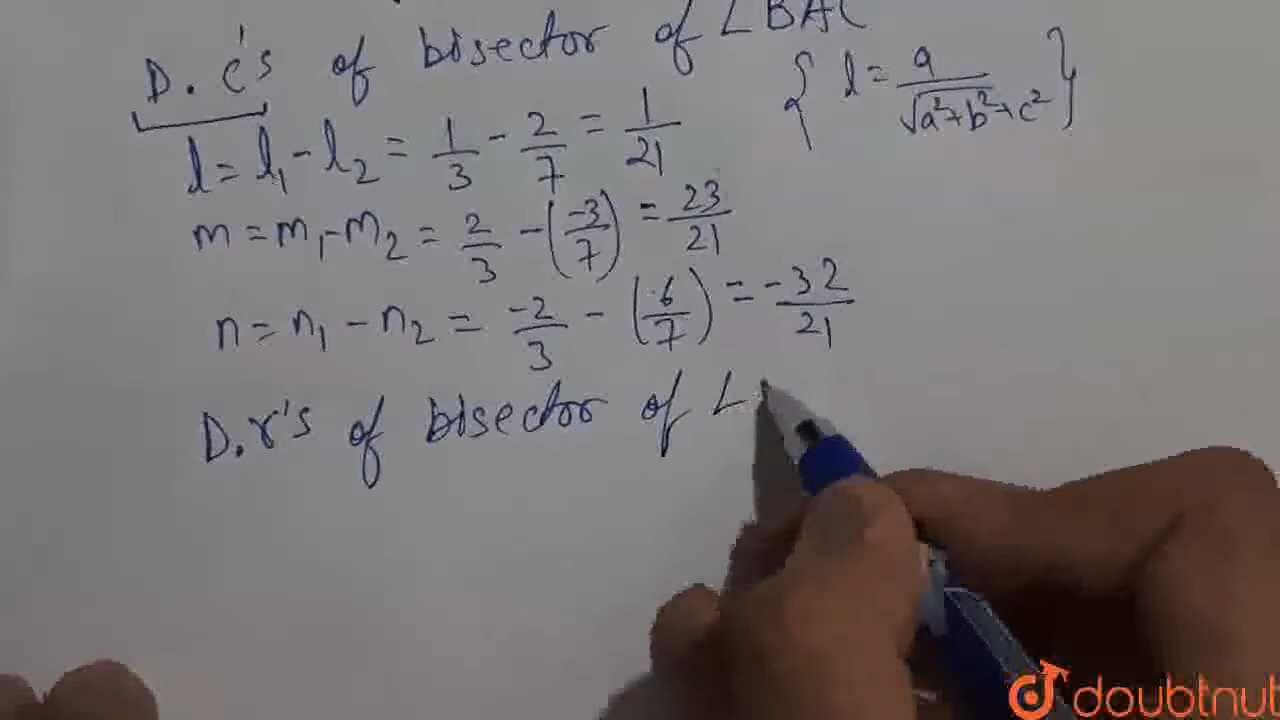 D.c's of bisector of ∠BAC
{ l = a/√a²+b²+c² }
l = l₁ - l₂ = 1/3 - 2/7 = 1/21
m = m₁ - m₂ = 2/3 - (-3/7) = 23/21
n = n₁ - n₂ = -2/3 - (6/7) = -32/21
D.r's of bisector of ∠
doubtnut